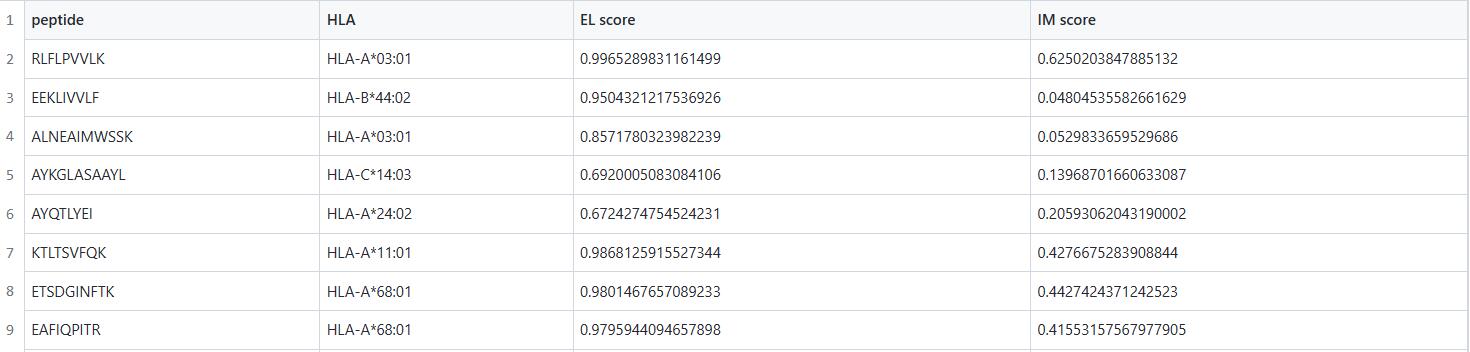 1 peptide HLA EL score IM score
2 RLFLPVVLK HLA-A*03:01 0.9965289831161499 0.6250203847885132
3 EEKLIVVLF HLA-B*44:02 0.9504321217536926 0.04804535582661629
4 ALNEAIMWSSK HLA-A*03:01 0.8571780323982239 0.0529833659529686
5 AYKGLASAAYL HLA-C*14:03 0.6920005083084106 0.13968701660633087
6 AYQTLYEI HLA-A*24:02 0.6724274754524231 0.20593062043190002
7 KTLTSVFQK HLA-A*11:01 0.9868125915527344 0.4276675283908844
8 ETSDGINFTK HLA-A*68:01 0.9801467657089233 0.4427424371242523
9 EAFIQPITR HLA-A*68:01 0.9795944094657898 0.41553157567977905